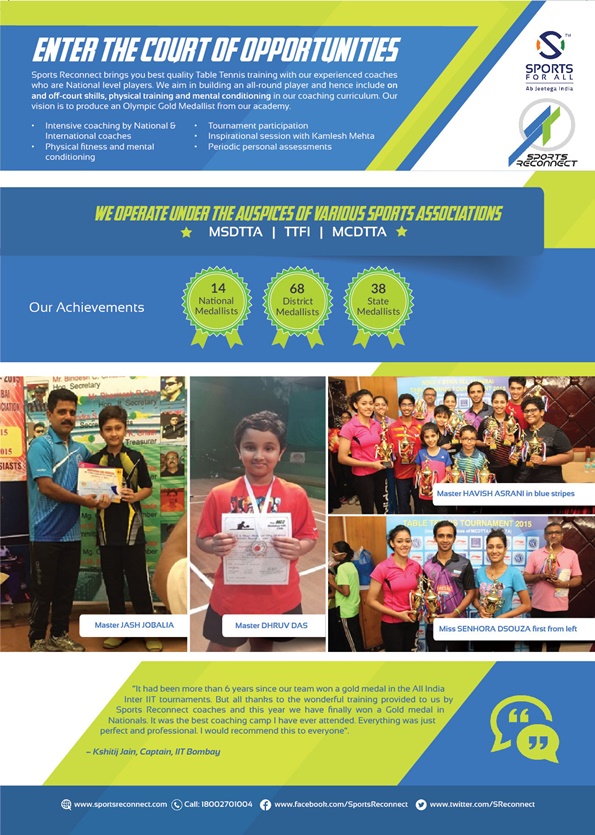 ENTER THE COURT OF OPPORTUNITIES
Sports Reconnect brings you best quality Table Tennis training with our experienced coaches
who are National level players. We aim in building an all-round player and hence include on
and off-court skills, physical training and mental conditioning in our coaching curriculum. Our
vision is to produce an Olympic Gold Medallist from our academy.
• Intensive coaching by National &
International coaches
• Physical fitness and mental
conditioning
• Tournament participation
• Inspirational session with Kamlesh Mehta
• Periodic personal assessments
SPORTS
FOR ALL
Ab Jeetega India
SPORTS
RECONNECT
WE OPERATE UNDER THE AUSPICES OF VARIOUS SPORTS ASSOCIATIONS
MSDTTA | TTFI | MCDTTA
Our Achievements
14
National
Medallists
68
District
Medallists
38
State
Medallists
Mr. Bindesh
Hon. Secretary
Treasurer
2015
Master JASH JOBALIA
Master DHRUV DAS
Master HAVISH ASRANI in blue stripes
TABLE TENNIS TOURNAMENT 2015
Miss SENHORA DSOUZA first from left
"It had been more than 6 years since our team won a gold medal in the All India
Inter IIT tournaments. But all thanks to the wonderful training provided to us by
Sports Reconnect coaches and this year we have finally won a Gold medal in
Nationals. It was the best coaching camp I have ever attended. Everything was just
perfect and professional. I would recommend this to everyone".
– Kshitij Jain, Captain, IIT Bombay
www.sportsreconnect.com Call: 18002701004 www.facebook.com/SportsReconnect www.twitter.com/SReconnect